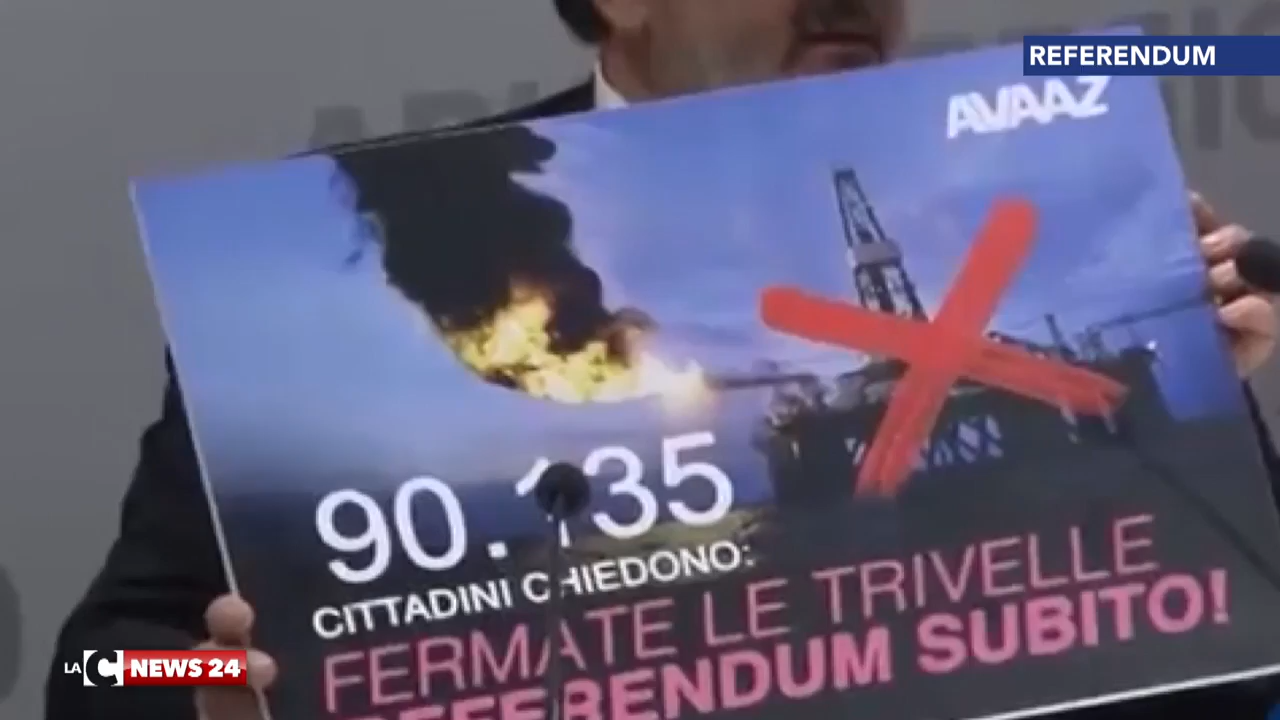 REFERENDUM
AVAAZ
90.135
CITTADINI CHIEDONO:
FERMATE LE TRIVELLE
REFERENDUM SUBITO!
LA C NEWS 24